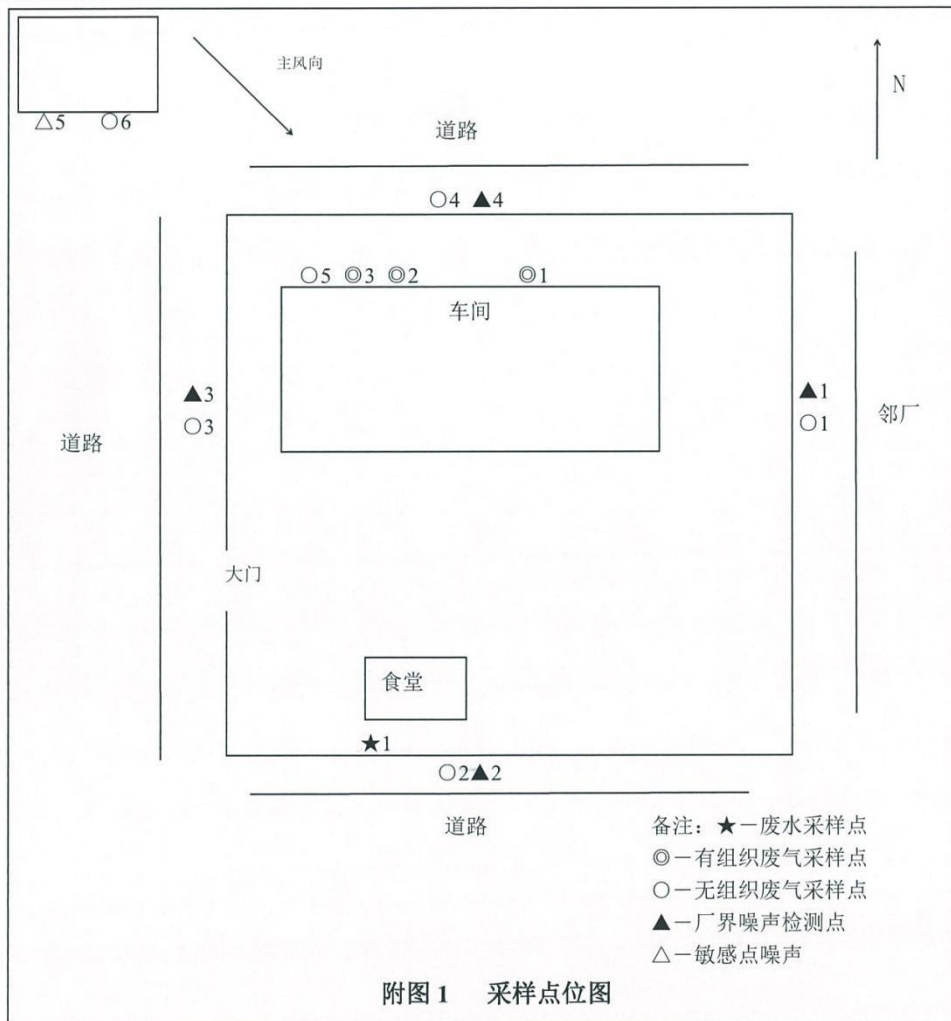 主风向
N
△5 ○6
道路
○4 ▲4
○5 ◎3 ◎2 ◎1
车间
▲3
○3
▲1
○1
道路
邻厂
大门
食堂
★1
○2▲2
道路
备注：★－废水采样点
◎－有组织废气采样点
○－无组织废气采样点
▲－厂界噪声检测点
△－敏感点噪声
附图 1 采样点位图